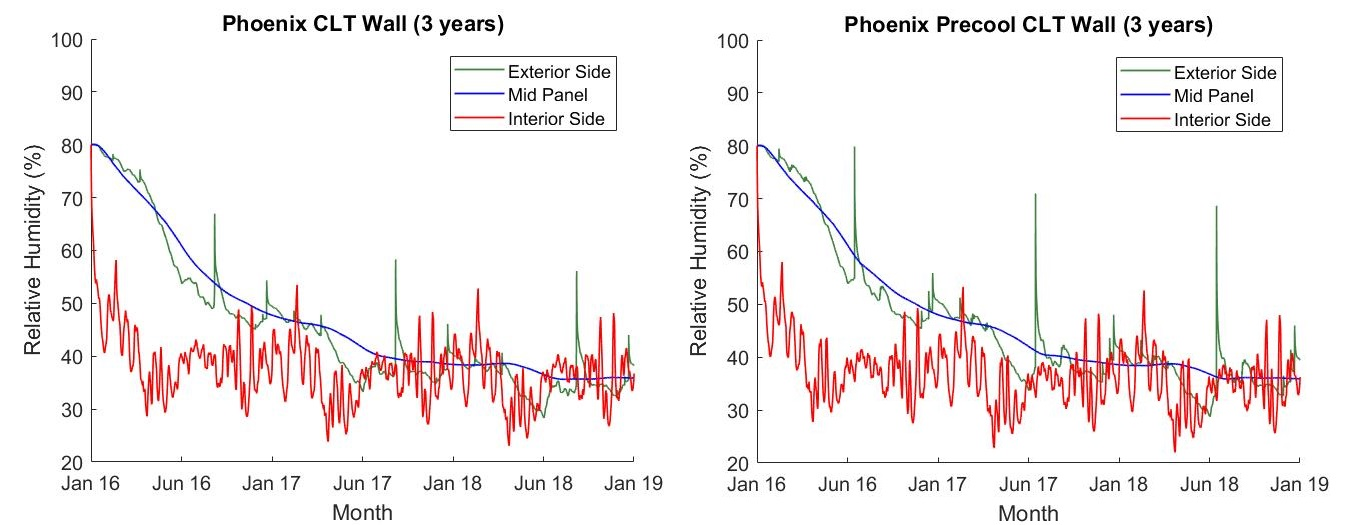 Phoenix CLT Wall (3 years)
100
90
80
70
60
50
40
30
20
Relative Humidity (%)
Exterior Side
Mid Panel
Interior Side
Jan 16 Jun 16 Jan 17 Jun 17 Jan 18 Jun 18 Jan 19
Month
Phoenix Precool CLT Wall (3 years)
100
90
80
70
60
50
40
30
20
Relative Humidity (%)
Exterior Side
Mid Panel
Interior Side
Jan 16 Jun 16 Jan 17 Jun 17 Jan 18 Jun 18 Jan 19
Month